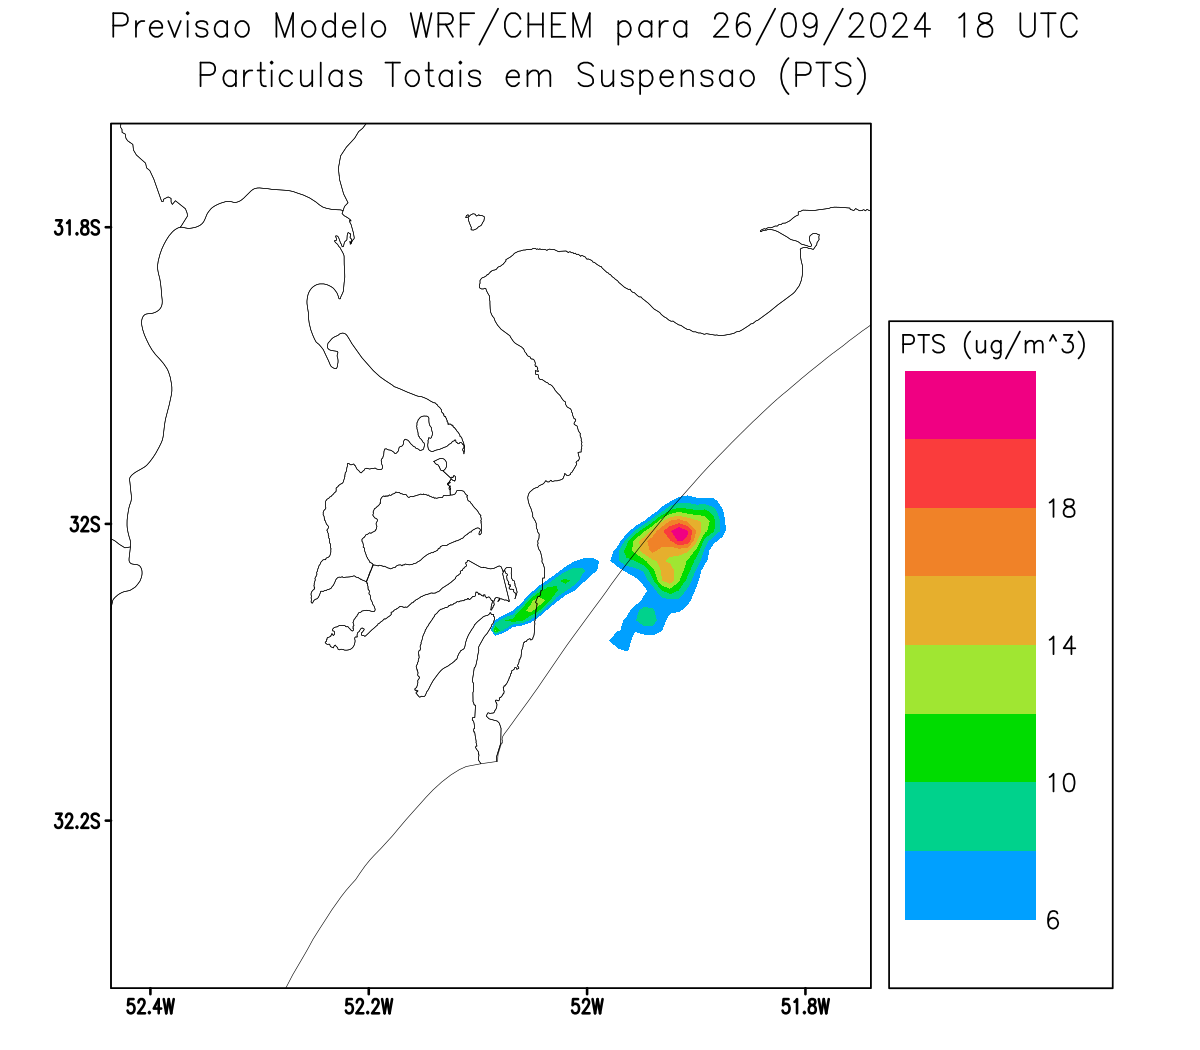 Previsao Modelo WRF/CHEM para 26/09/2024 18 UTC
Particulas Totais em Suspensao (PTS)
31.8S
32S
32.2S
52.4W
52.2W
52W
51.8W
PTS (ug/m^3)
18
14
10
6